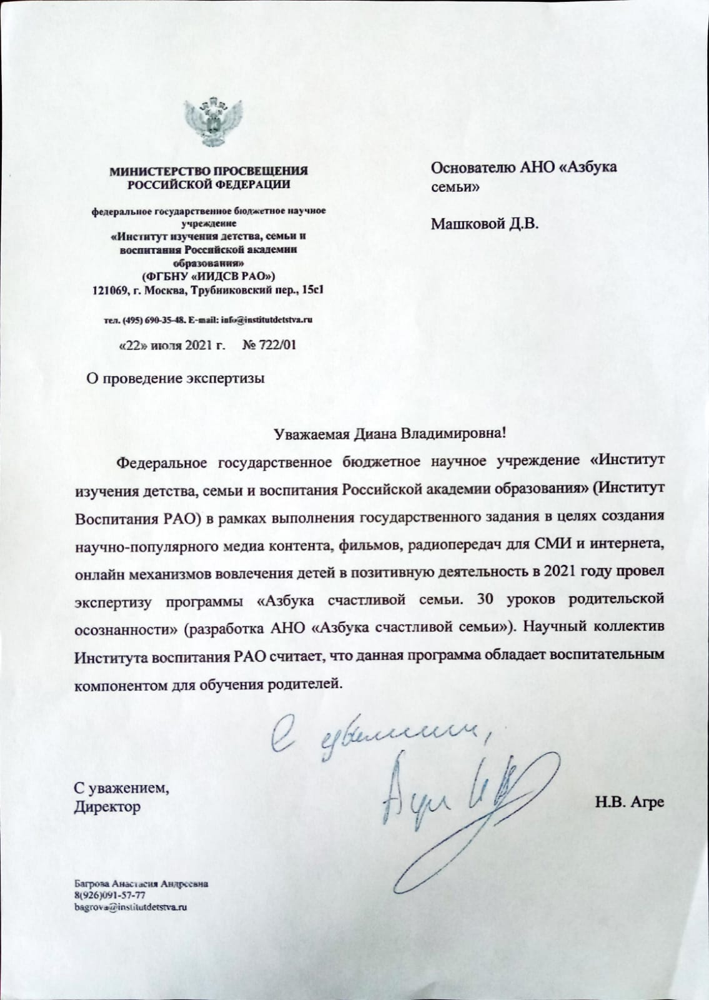 МИНИСТЕРСТВО ПРОСВЕЩЕНИЯ
РОССИЙСКОЙ ФЕДЕРАЦИИ
федеральное государственное бюджетное научное
учреждение
«Институт изучения детства, семьи и
воспитания Российской академии
образования»
(ФГБНУ «ИИДСВ РАО»)
121069, г. Москва, Трубниковский пер., 15с1
тел. (495) 690-35-48. E-mail: info@institutdetstva.ru
«22» июля 2021 г. № 722/01
Основателю АНО «Азбука
семьи»
Машковой Д.В.
О проведение экспертизы
Уважаемая Диана Владимировна!
Федеральное государственное бюджетное научное учреждение «Институт
изучения детства, семьи и воспитания Российской академии образования» (Институт
Воспитания РАО) в рамках выполнения государственного задания в целях создания
научно-популярного медиа контента, фильмов, радиопередач для СМИ и интернета,
онлайн механизмов вовлечения детей в позитивную деятельность в 2021 году провел
экспертизу программы «Азбука счастливой семьи. 30 уроков родительской
осознанности» (разработка АНО «Азбука счастливой семьи»). Научный коллектив
Института воспитания РАО считает, что данная программа обладает воспитательным
компонентом для обучения родителей.
С уважением,
С уважением,
Директор
Н.В. Агре
Багрова Анастасия Андреевна
8(926)091-57-77
bagrova@institutdetstva.ru